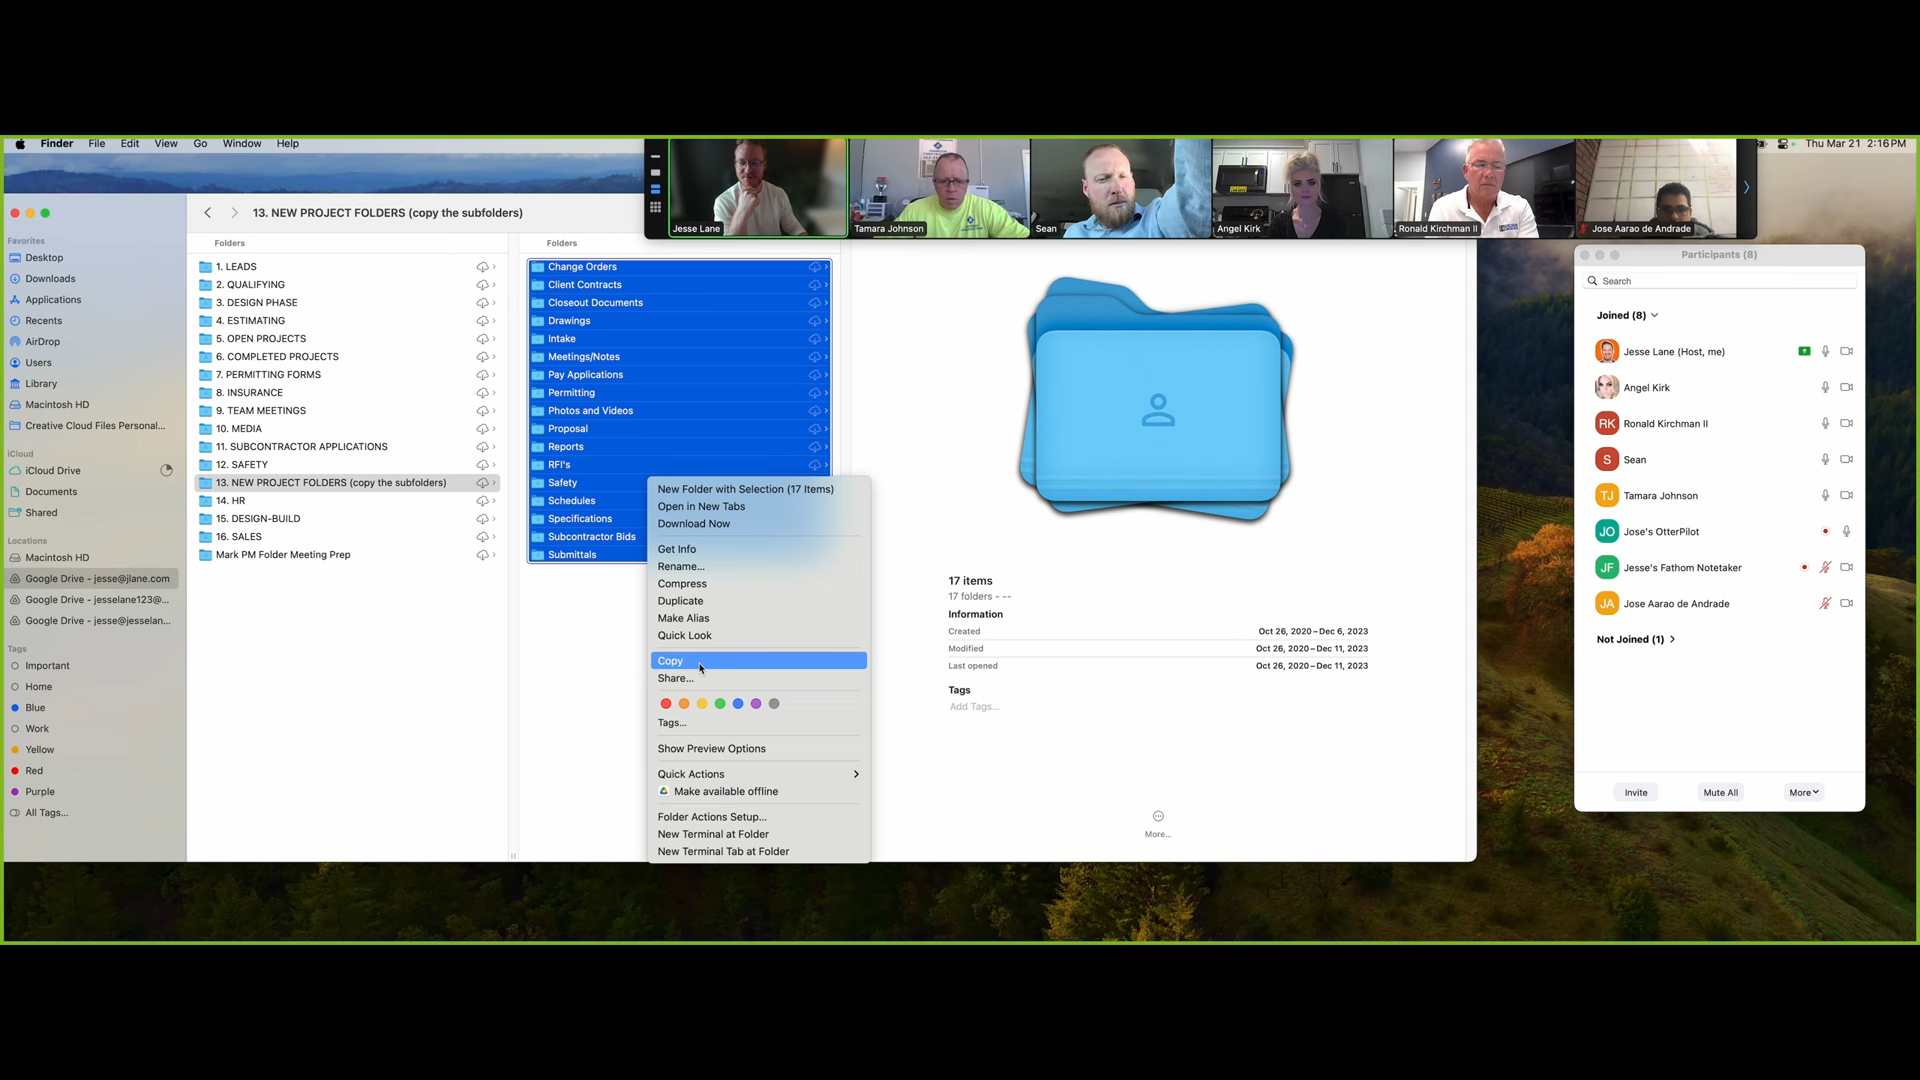 Finder File Edit View Go Window Help
Thu Mar 21 2:16 PM
Jesse Lane
Tamara Johnson
Sean
Angel Kirk
Ronald Kirchman II
Jose Aarao de Andrade
13. NEW PROJECT FOLDERS (copy the subfolders)
Favorites
Desktop
Downloads
Applications
Recents
AirDrop
Users
Library
Macintosh HD
Creative Cloud Files Personal...
iCloud
iCloud Drive
Documents
Shared
Locations
Macintosh HD
Google Drive - jesse@jlane.com
Google Drive - jesselane123@...
Google Drive - jesse@jesselan...
Tags
Important
Home
Blue
Work
Yellow
Red
Purple
All Tags...
Folders
1. LEADS
2. QUALIFYING
3. DESIGN PHASE
4. ESTIMATING
5. OPEN PROJECTS
6. COMPLETED PROJECTS
7. PERMITTING FORMS
8. INSURANCE
9. TEAM MEETINGS
10. MEDIA
11. SUBCONTRACTOR APPLICATIONS
12. SAFETY
13. NEW PROJECT FOLDERS (copy the subfolders)
14. HR
15. DESIGN-BUILD
16. SALES
Mark PM Folder Meeting Prep
Folders
Change Orders
Client Contracts
Closeout Documents
Drawings
Intake
Meetings/Notes
Pay Applications
Permitting
Photos and Videos
Proposal
Reports
RFI's
Safety
Schedules
Specifications
Subcontractor Bids
Submittals
New Folder with Selection (17 Items)
Open in New Tabs
Download Now
Get Info
Rename...
Compress
Duplicate
Make Alias
Quick Look
Copy
Share...
Tags...
Show Preview Options
Quick Actions
Make available offline
Folder Actions Setup...
New Terminal at Folder
New Terminal Tab at Folder
17 items
17 folders - --
Information
Created Oct 26, 2020 – Dec 6, 2023
Modified Oct 26, 2020 – Dec 11, 2023
Last opened Oct 26, 2020 – Dec 11, 2023
Tags
Add Tags...
More...
Participants (8)
Search
Joined (8)
Jesse Lane (Host, me)
Angel Kirk
RK Ronald Kirchman II
S Sean
TJ Tamara Johnson
JO Jose's OtterPilot
JF Jesse's Fathom Notetaker
JA Jose Aarao de Andrade
Not Joined (1)
Invite Mute All More